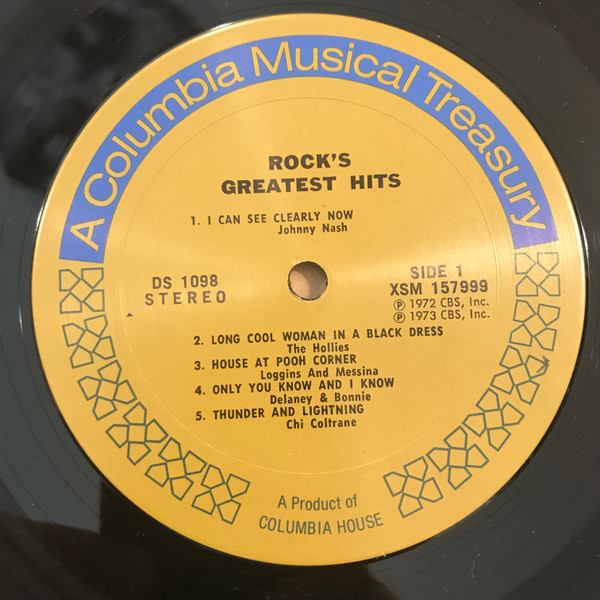 A Columbia Musical Treasury
ROCK'S
GREATEST HITS
1. I CAN SEE CLEARLY NOW
Johnny Nash
DS 1098
STEREO
SIDE 1
XSM 157999
℗ 1972 CBS, Inc.
℗ 1973 CBS, Inc.
2. LONG COOL WOMAN IN A BLACK DRESS
The Hollies
3. HOUSE AT POOH CORNER
Loggins And Messina
4. ONLY YOU KNOW AND I KNOW
Delaney & Bonnie
5. THUNDER AND LIGHTNING
Chi Coltrane
A Product of
COLUMBIA HOUSE